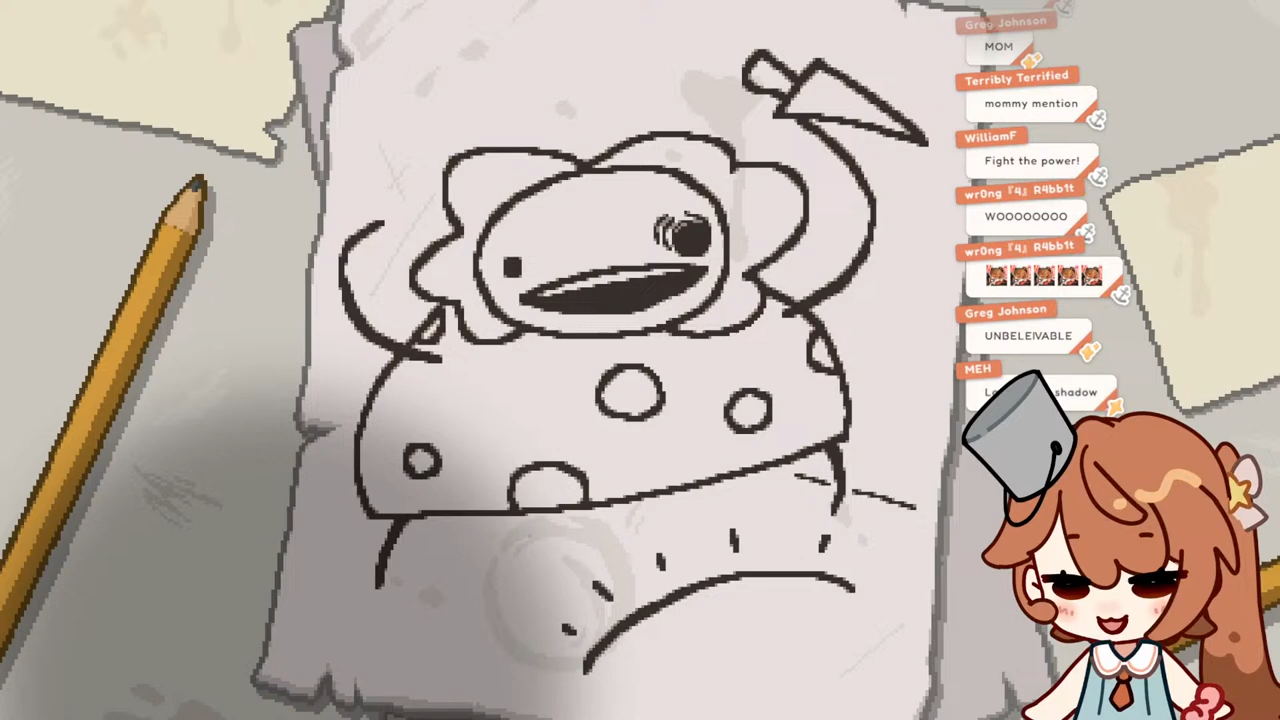 Greg Johnson
MOM
Terribly Terrified
mommy mention
WilliamF
Fight the power!
wr0ng『4』R4bb1t
WOOOOOOOO
wr0ng『4』R4bb1t
Greg Johnson
UNBELEIVABLE
MEH
shadow